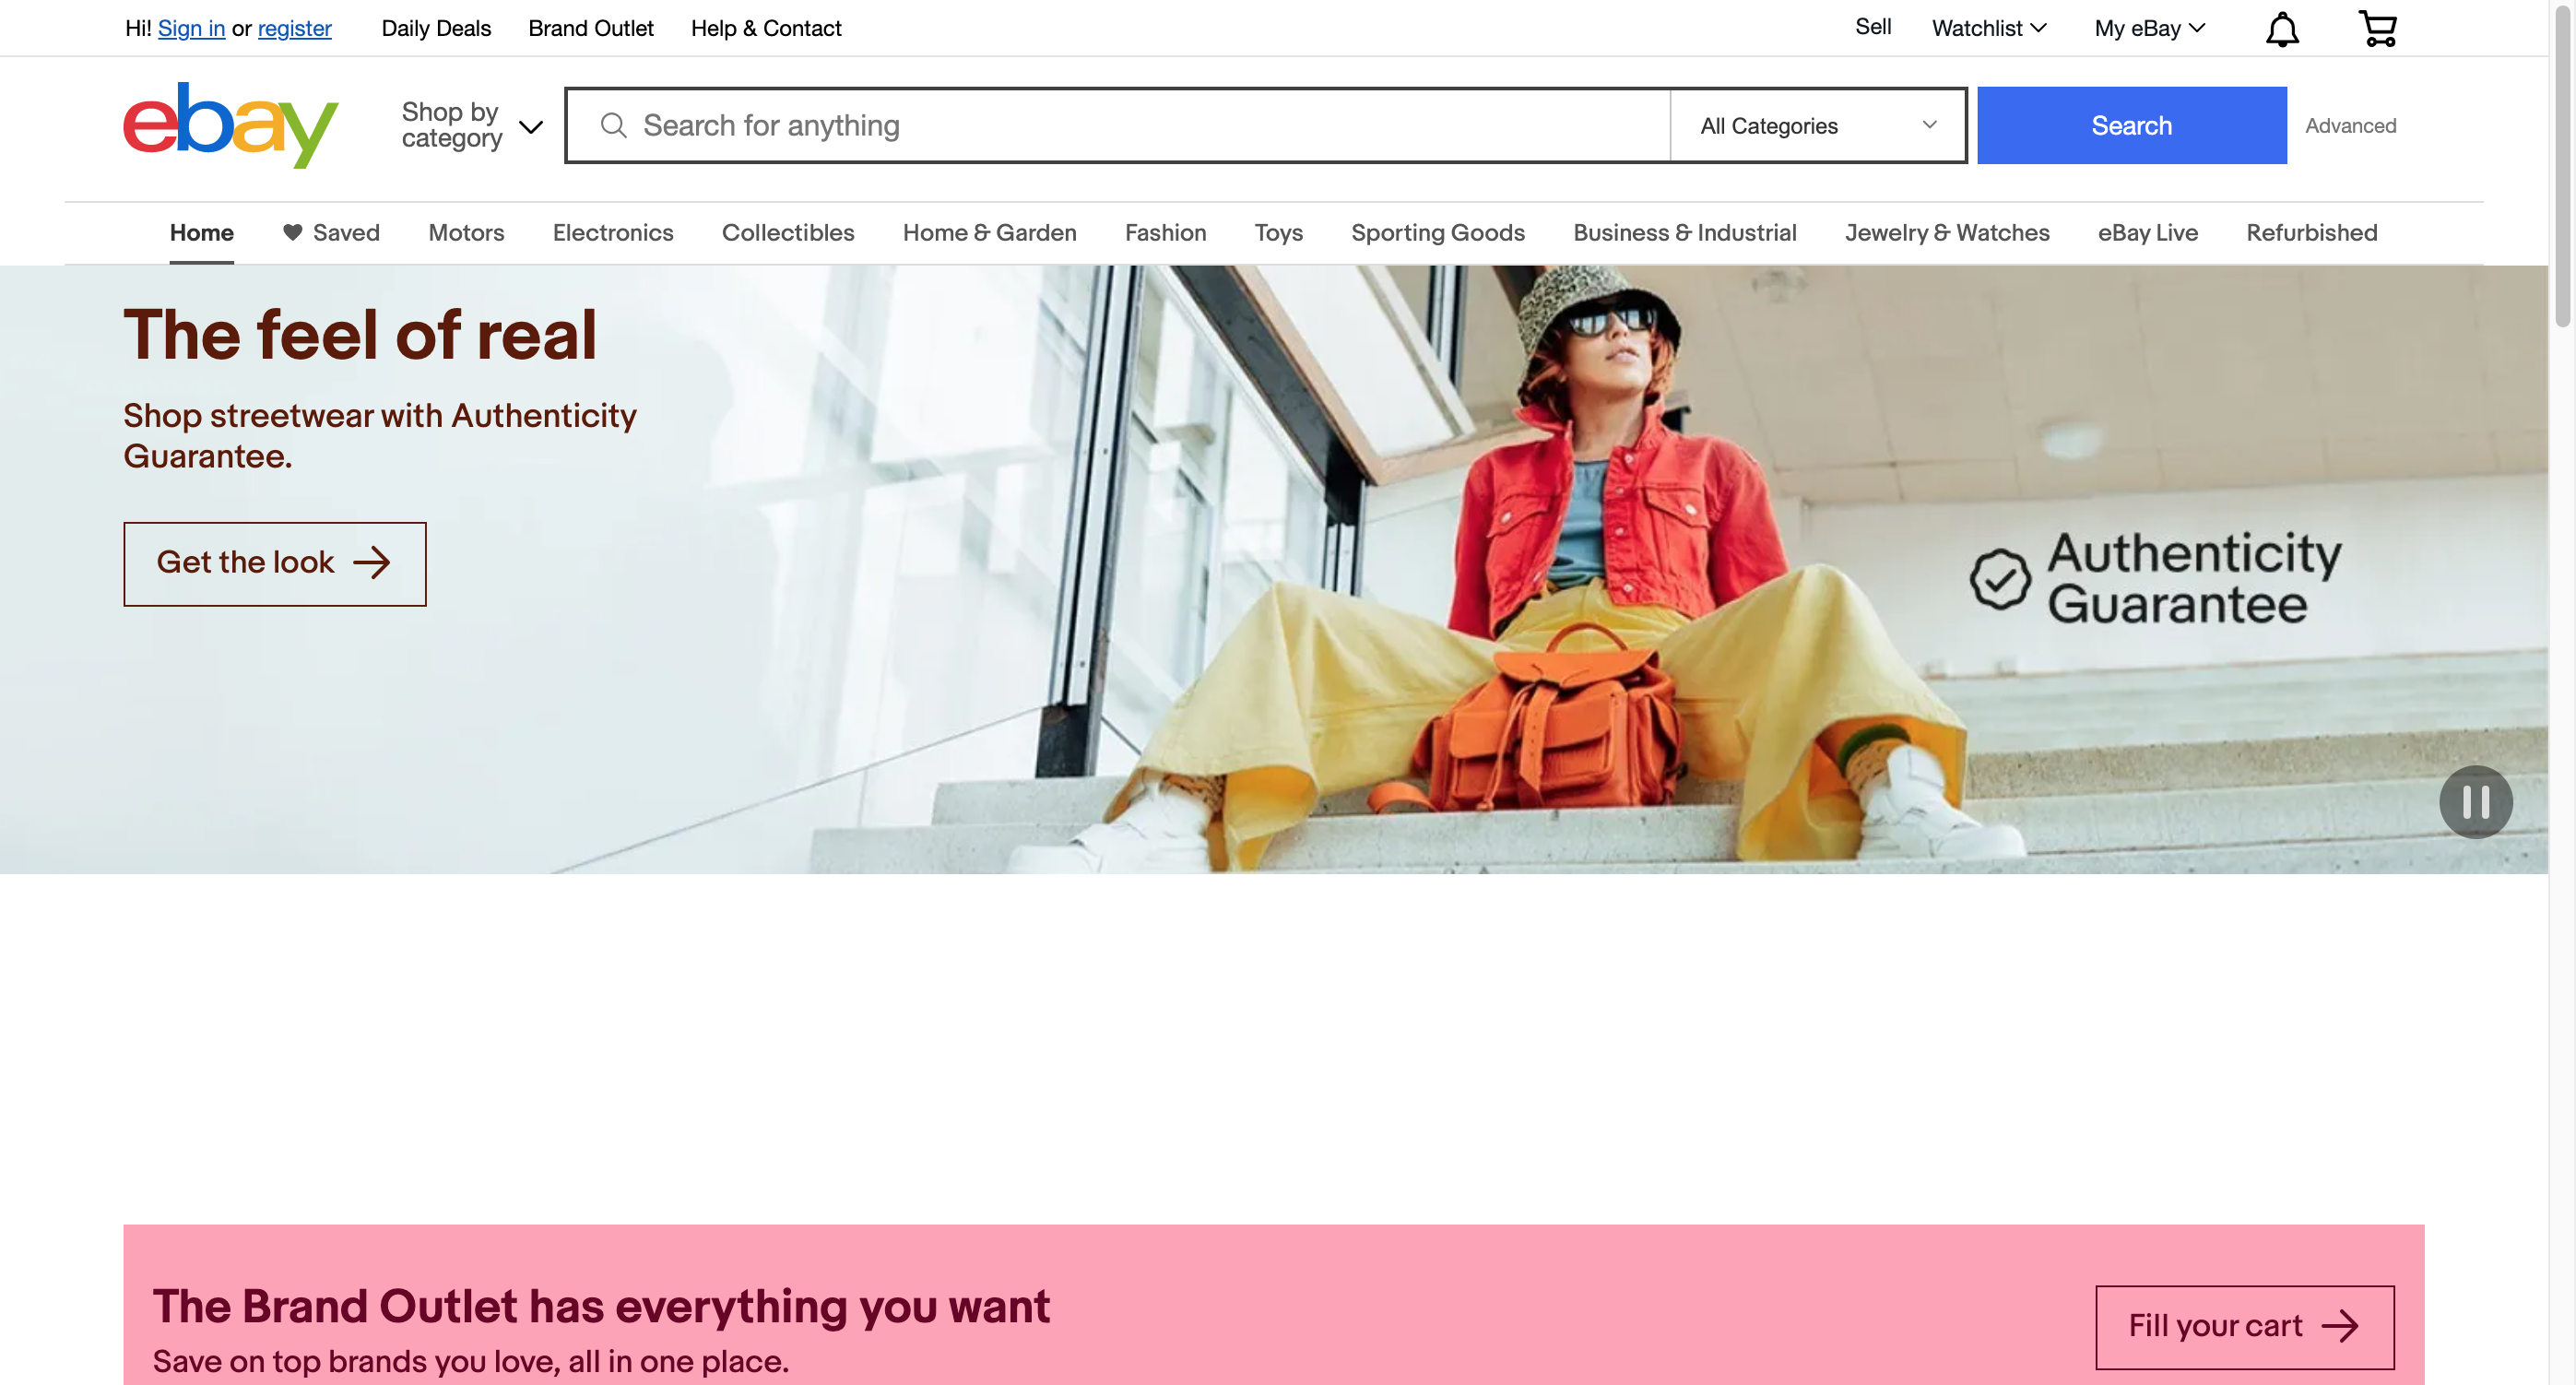 Hi! Sign in or register Daily Deals Brand Outlet Help & Contact Sell Watchlist My eBay
ebay
Shop by
category
Search for anything
All Categories
Search
Advanced
Home Saved Motors Electronics Collectibles Home & Garden Fashion Toys Sporting Goods Business & Industrial Jewelry & Watches eBay Live Refurbished
The feel of real
Shop streetwear with Authenticity
Guarantee.
Get the look
Authenticity
Guarantee
The Brand Outlet has everything you want
Save on top brands you love, all in one place.
Fill your cart